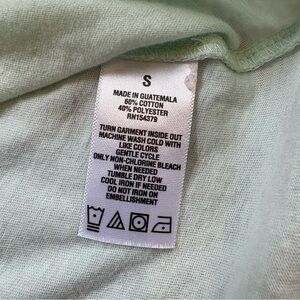 S
MADE IN GUATEMALA
60% COTTON
40% POLYESTER
RN154379
TURN GARMENT INSIDE OUT
MACHINE WASH COLD WITH
LIKE COLORS
GENTLE CYCLE
ONLY NON-CHLORINE BLEACH
WHEN NEEDED
TUMBLE DRY LOW
COOL IRON IF NEEDED
DO NOT IRON ON
EMBELLISHMENT